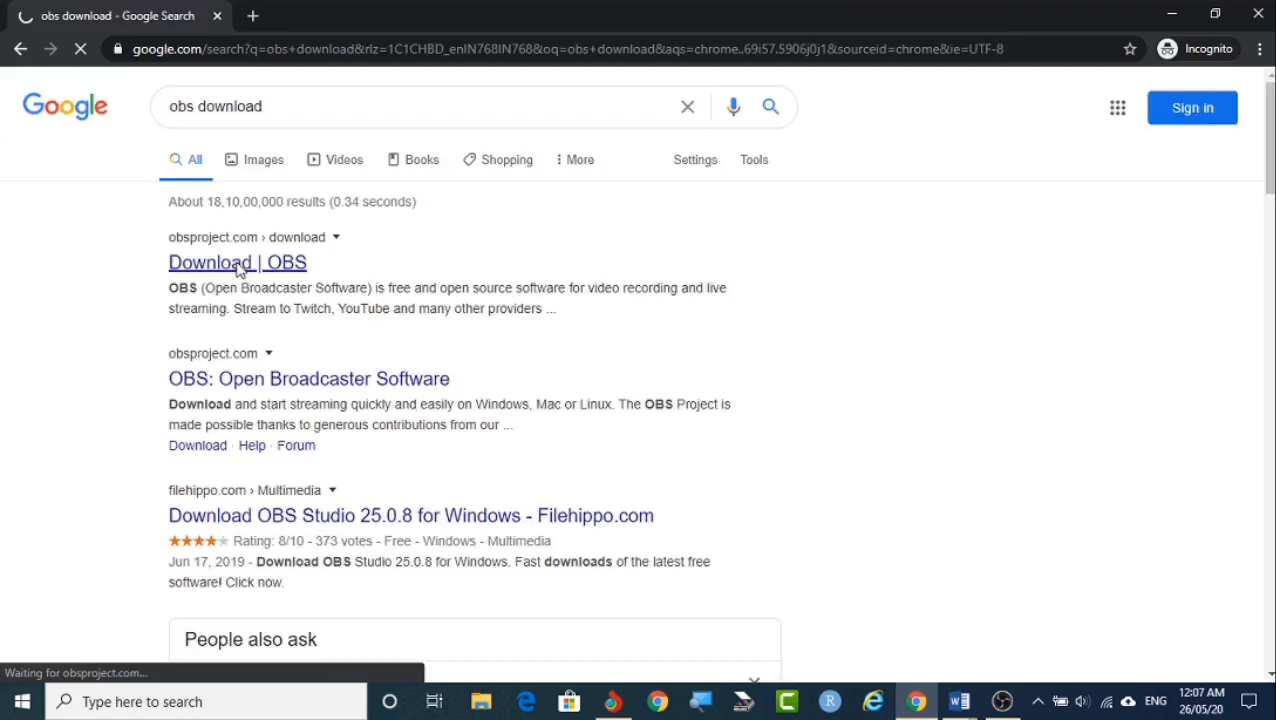 obs download - Google Search
google.com/search?q=obs+download&rlz=1C1CHBD_enIN768IN768&oq=obs+download&aqs=chrome..69i57.5906j0j1&sourceid=chrome&ie=UTF-8
Incognito
Google
obs download
Sign in
All
Images
Videos
Books
Shopping
More
Settings
Tools
About 18,10,00,000 results (0.34 seconds)
obsproject.com › download
Download | OBS
OBS (Open Broadcaster Software) is free and open source software for video recording and live
streaming. Stream to Twitch, YouTube and many other providers ...
obsproject.com
OBS: Open Broadcaster Software
Download and start streaming quickly and easily on Windows, Mac or Linux. The OBS Project is
made possible thanks to generous contributions from our ...
Download · Help · Forum
filehippo.com › Multimedia
Download OBS Studio 25.0.8 for Windows - Filehippo.com
Rating: 8/10 - 373 votes - Free - Windows - Multimedia
Jun 17, 2019 - Download OBS Studio 25.0.8 for Windows. Fast downloads of the latest free
software! Click now.
People also ask
Waiting for obsproject.com...
Type here to search
ENG
12:07 AM
26/05/20